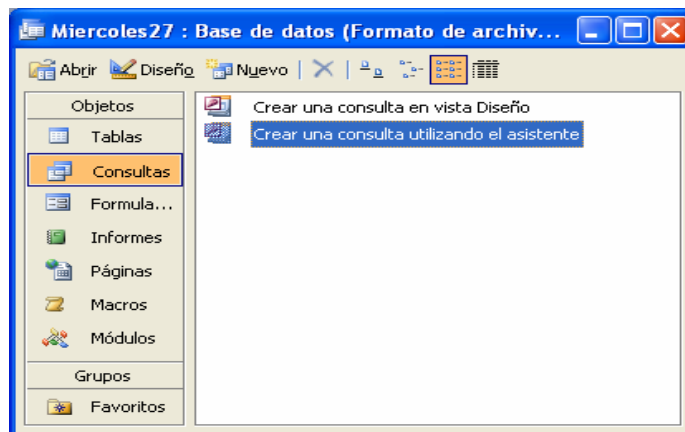 Miercoles27 : Base de datos (Formato de archiv...
Abrir Diseño Nuevo
Objetos
Tablas
Consultas
Formula...
Informes
Páginas
Macros
Módulos
Grupos
Favoritos
Crear una consulta en vista Diseño
Crear una consulta utilizando el asistente